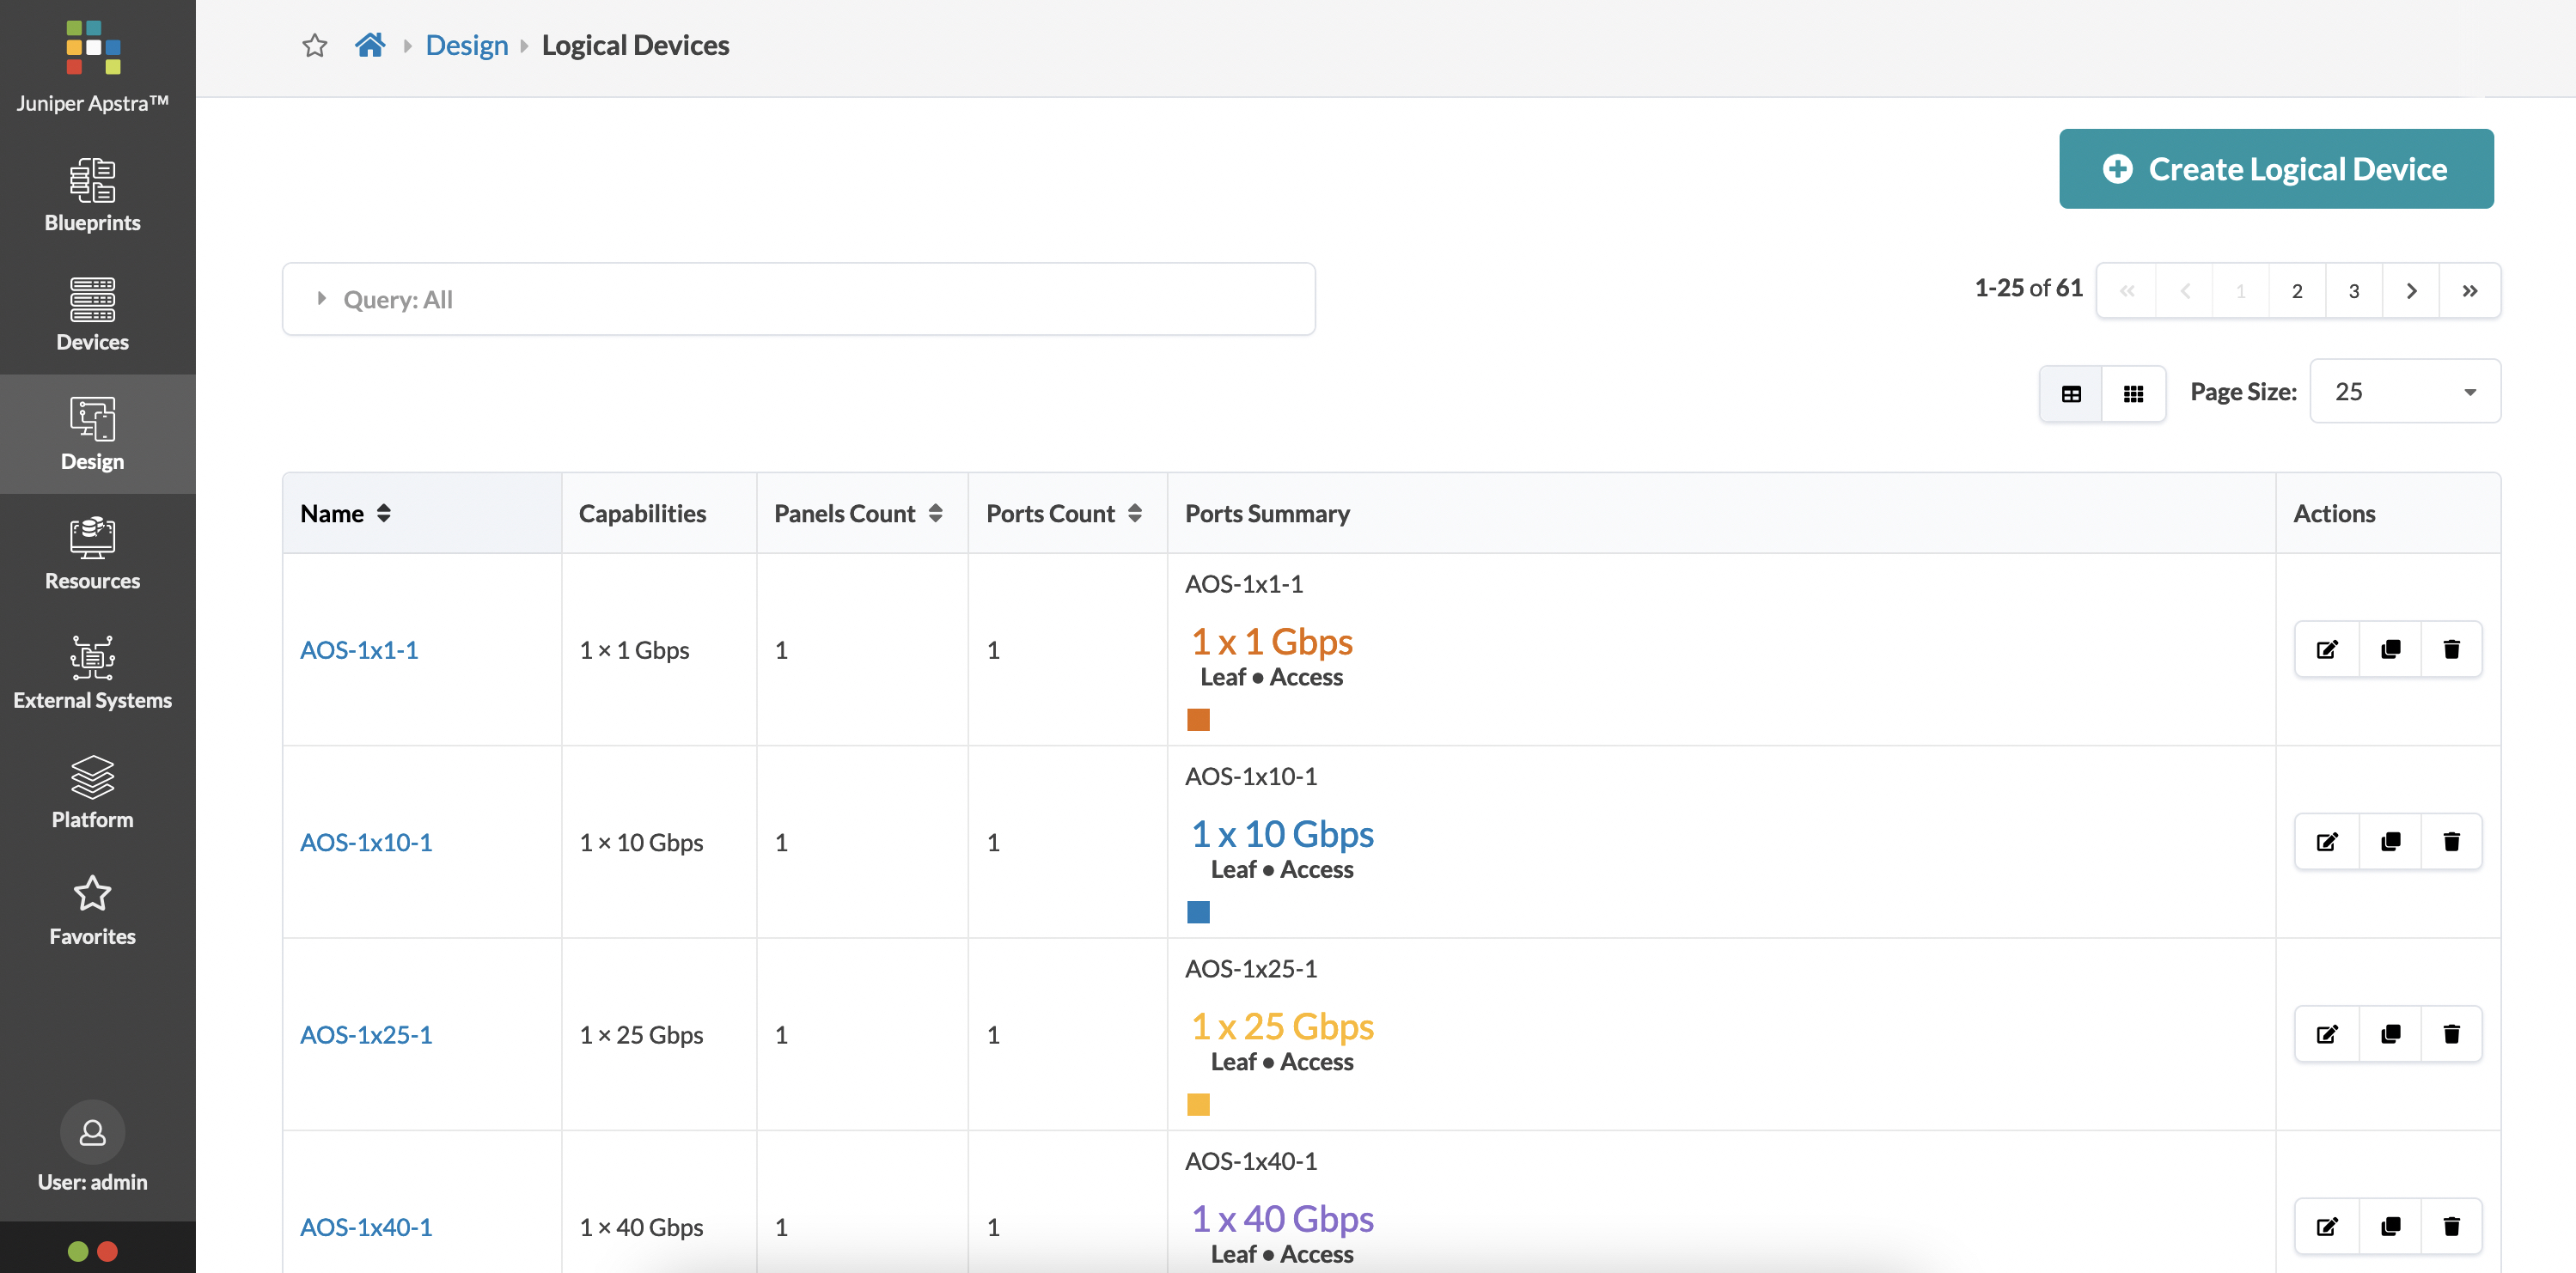 Juniper Apstra™
Blueprints
Devices
Design
Resources
External Systems
Platform
Favorites
User: admin
Design Logical Devices
Create Logical Device
Query: All
1-25 of 61 « < 1 2 3 > »
Page Size: 25
Name Capabilities Panels Count Ports Count Ports Summary Actions
AOS-1x1-1
1 x 1 Gbps
Leaf • Access
AOS-1x1-1 1 × 1 Gbps 1 1
AOS-1x10-1
1 x 10 Gbps
Leaf • Access
AOS-1x10-1 1 × 10 Gbps 1 1
AOS-1x25-1
1 x 25 Gbps
Leaf • Access
AOS-1x25-1 1 × 25 Gbps 1 1
AOS-1x40-1
1 x 40 Gbps
Leaf • Access
AOS-1x40-1 1 × 40 Gbps 1 1